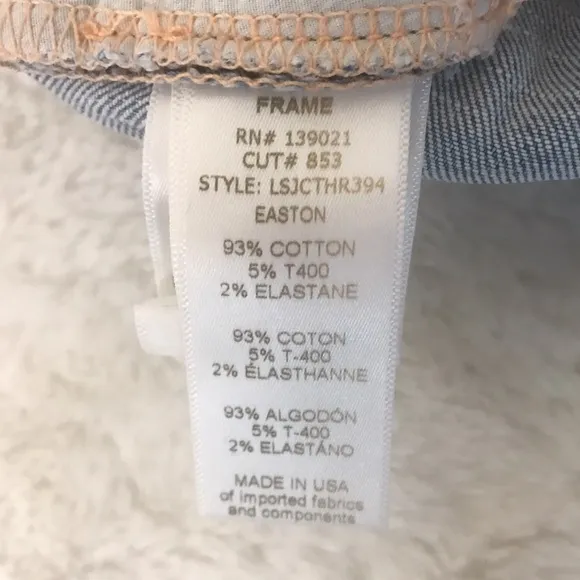 FRAME
RN# 139021
CUT# 853
STYLE: LSJCTHR394
EASTON
93% COTTON
5% T400
2% ELASTANE
93% COTON
5% T-400
2% ÉLASTHANNE
93% ALGODÓN
5% T-400
2% ELASTÁNO
MADE IN USA
of imported fabrics
and components